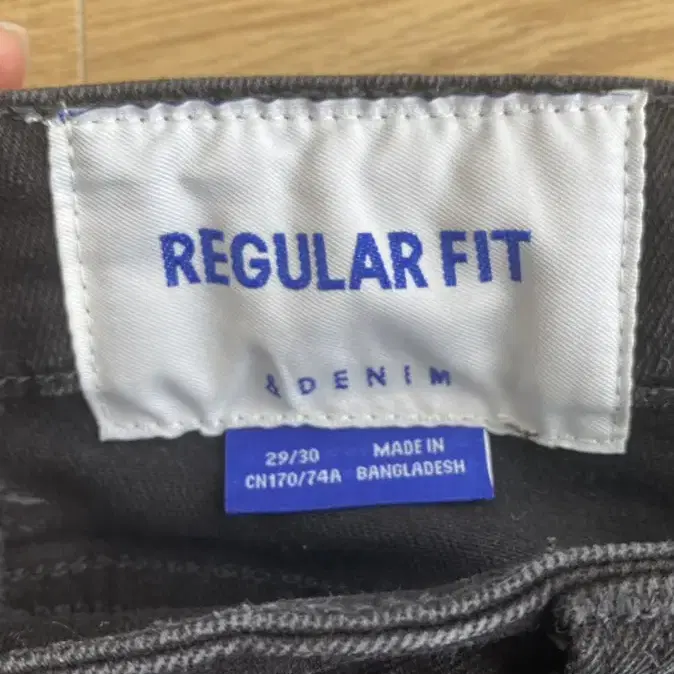 REGULAR FIT
& DENIM
29/30 MADE IN
CN170/74A BANGLADESH